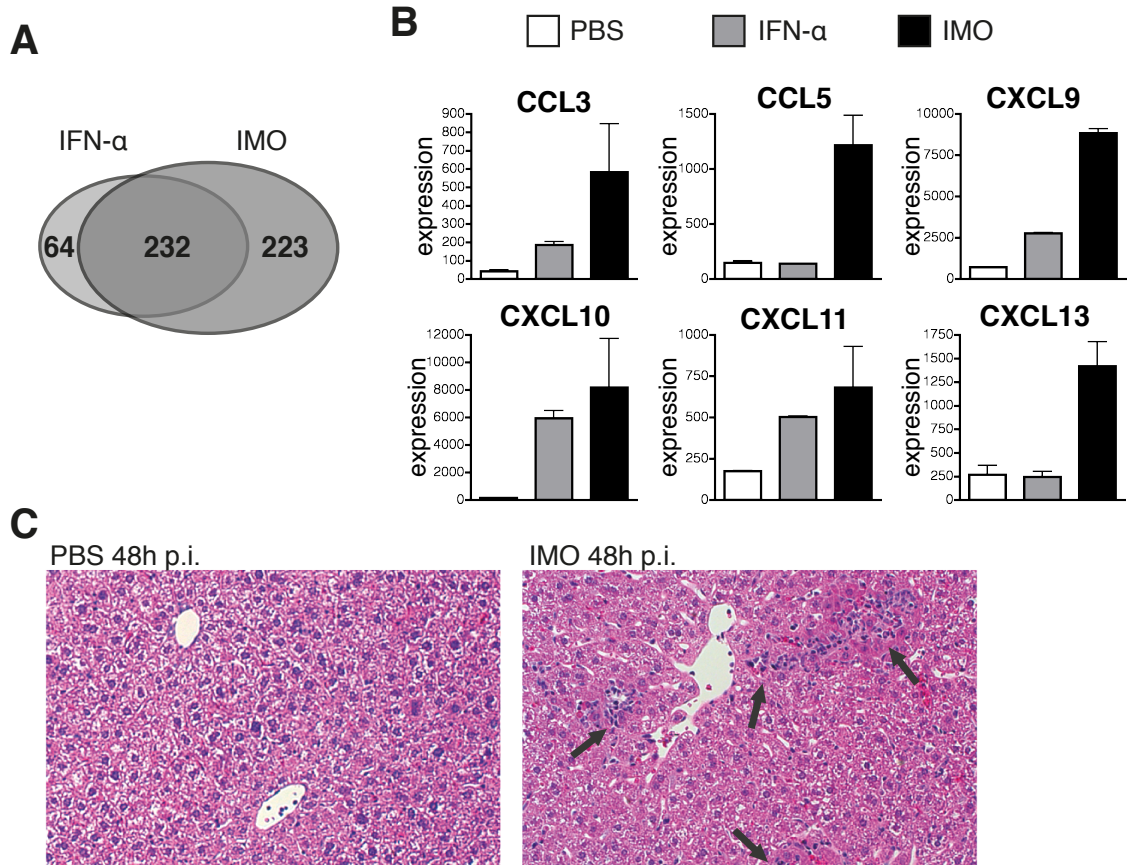 A
IFN-α IMO
64 232 223
B
PBS IFN-α IMO
CCL3
expression
900
800
700
600
500
400
300
200
100
0
CCL5
expression
1500
1000
500
0
CXCL9
expression
10000
7500
5000
2500
0
CXCL10
expression
12000
10000
8000
6000
4000
2000
0
CXCL11
expression
1000
750
500
250
0
CXCL13
expression
1750
1500
1250
1000
750
500
250
0
C
PBS 48h p.i.
IMO 48h p.i.